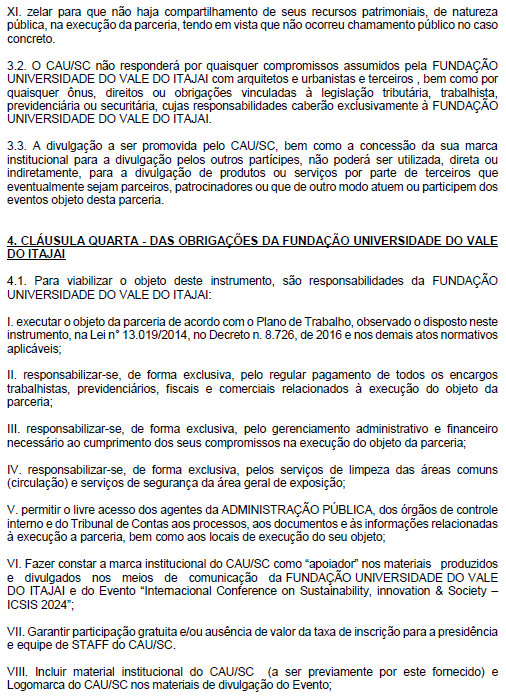 XI. zelar para que não haja compartilhamento de seus recursos patrimoniais, de natureza
pública, na execução da parceria, tendo em vista que não ocorreu chamamento público no caso
concreto.
3.2. O CAU/SC não responderá por quaisquer compromissos assumidos pela FUNDAÇÃO
UNIVERSIDADE DO VALE DO ITAJAI com arquitetos e urbanistas e terceiros , bem como por
quaisquer ônus, direitos ou obrigações vinculadas à legislação tributária, trabalhista,
previdenciária ou securitária, cujas responsabilidades caberão exclusivamente à FUNDAÇÃO
UNIVERSIDADE DO VALE DO ITAJAI.
3.3. A divulgação a ser promovida pelo CAU/SC, bem como a concessão da sua marca
institucional para a divulgação pelos outros partícipes, não poderá ser utilizada, direta ou
indiretamente, para a divulgação de produtos ou serviços por parte de terceiros que
eventualmente sejam parceiros, patrocinadores ou que de outro modo atuem ou participem dos
eventos objeto desta parceria.
4. CLÁUSULA QUARTA - DAS OBRIGAÇÕES DA FUNDAÇÃO UNIVERSIDADE DO VALE
DO ITAJAI
4.1. Para viabilizar o objeto deste instrumento, são responsabilidades da FUNDAÇÃO
UNIVERSIDADE DO VALE DO ITAJAI:
I. executar o objeto da parceria de acordo com o Plano de Trabalho, observado o disposto neste
instrumento, na Lei n° 13.019/2014, no Decreto n. 8.726, de 2016 e nos demais atos normativos
aplicáveis;
II. responsabilizar-se, de forma exclusiva, pelo regular pagamento de todos os encargos
trabalhistas, previdenciários, fiscais e comerciais relacionados à execução do objeto da
parceria;
III. responsabilizar-se, de forma exclusiva, pelo gerenciamento administrativo e financeiro
necessário ao cumprimento dos seus compromissos na execução do objeto da parceria;
IV. responsabilizar-se, de forma exclusiva, pelos serviços de limpeza das áreas comuns
(circulação) e serviços de segurança da área geral de exposição;
V. permitir o livre acesso dos agentes da ADMINISTRAÇÃO PÚBLICA, dos órgãos de controle
interno e do Tribunal de Contas aos processos, aos documentos e às informações relacionadas
à execução a parceria, bem como aos locais de execução do seu objeto;
VI. Fazer constar a marca institucional do CAU/SC como “apoiador” nos materiais produzidos
e divulgados nos meios de comunicação da FUNDAÇÃO UNIVERSIDADE DO VALE
DO ITAJAI e do Evento “Internacional Conference on Sustainability, innovation & Society –
ICSIS 2024”;
VII. Garantir participação gratuita e/ou ausência de valor da taxa de inscrição para a presidência
e equipe de STAFF do CAU/SC.
VIII. Incluir material institucional do CAU/SC (a ser previamente por este fornecido) e
Logomarca do CAU/SC nos materiais de divulgação do Evento;